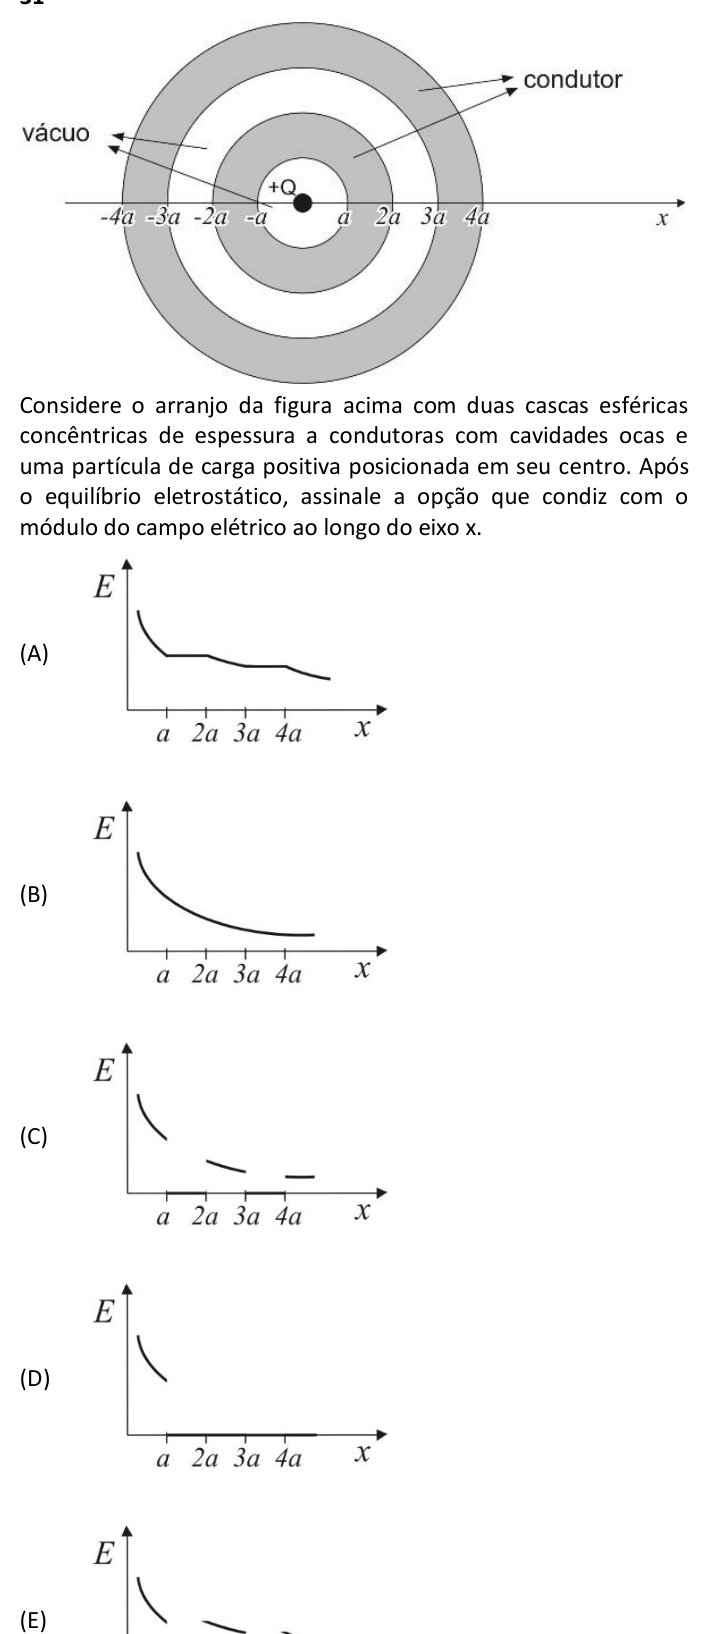 condutor
vácuo
+Q
-4a -3a -2a -a a 2a 3a 4a x
Considere o arranjo da figura acima com duas cascas esféricas
concêntricas de espessura a condutoras com cavidades ocas e
uma partícula de carga positiva posicionada em seu centro. Após
o equilíbrio eletrostático, assinale a opção que condiz com o
módulo do campo elétrico ao longo do eixo x.
E
(A)
a 2a 3a 4a x
E
(B)
a 2a 3a 4a x
E
(C)
a 2a 3a 4a x
E
(D)
a 2a 3a 4a x
E
(E)